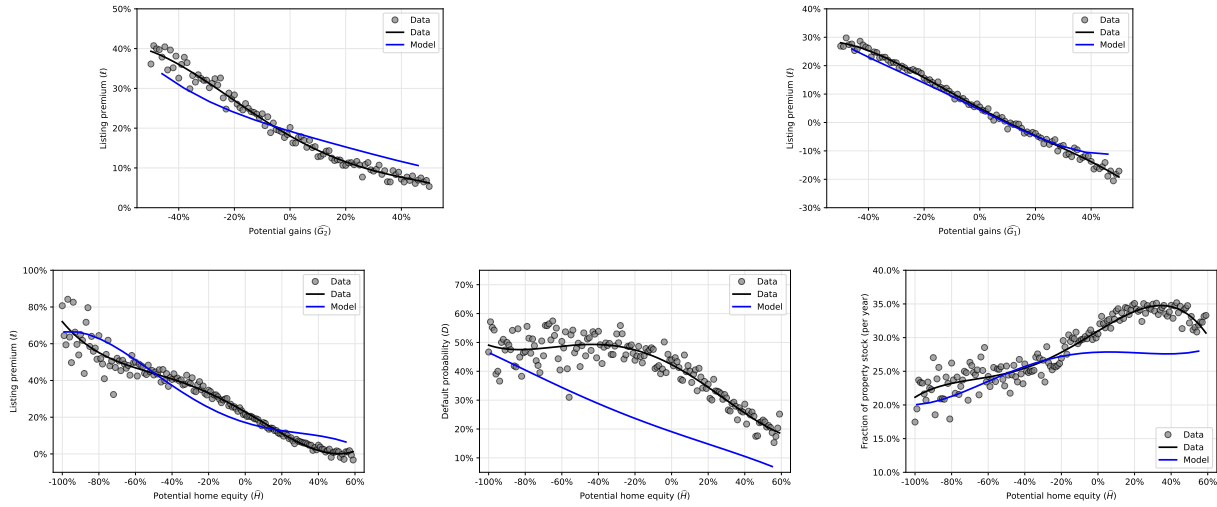 50%
40%
30%
20%
10%
0%
Listing premium (ℓ)
-40%
-20%
0%
20%
40%
Potential gains (Ĝ₂)
Data
Data
Model
40%
30%
20%
10%
0%
-10%
-20%
-30%
Listing premium (ℓ)
-40%
-20%
0%
20%
40%
Potential gains (Ĝ₁)
Data
Data
Model
100%
80%
60%
40%
20%
0%
Listing premium (ℓ)
-100%
-80%
-60%
-40%
-20%
0%
20%
40%
60%
Potential home equity (Ĥ)
Data
Data
Model
70%
60%
50%
40%
30%
20%
10%
Default probability (D)
-100%
-80%
-60%
-40%
-20%
0%
20%
40%
60%
Potential home equity (Ĥ)
Data
Data
Model
40.0%
35.0%
30.0%
25.0%
20.0%
15.0%
10.0%
Fraction of property stock (per year)
-100%
-80%
-60%
-40%
-20%
0%
20%
40%
60%
Potential home equity (Ĥ)
Data
Data
Model